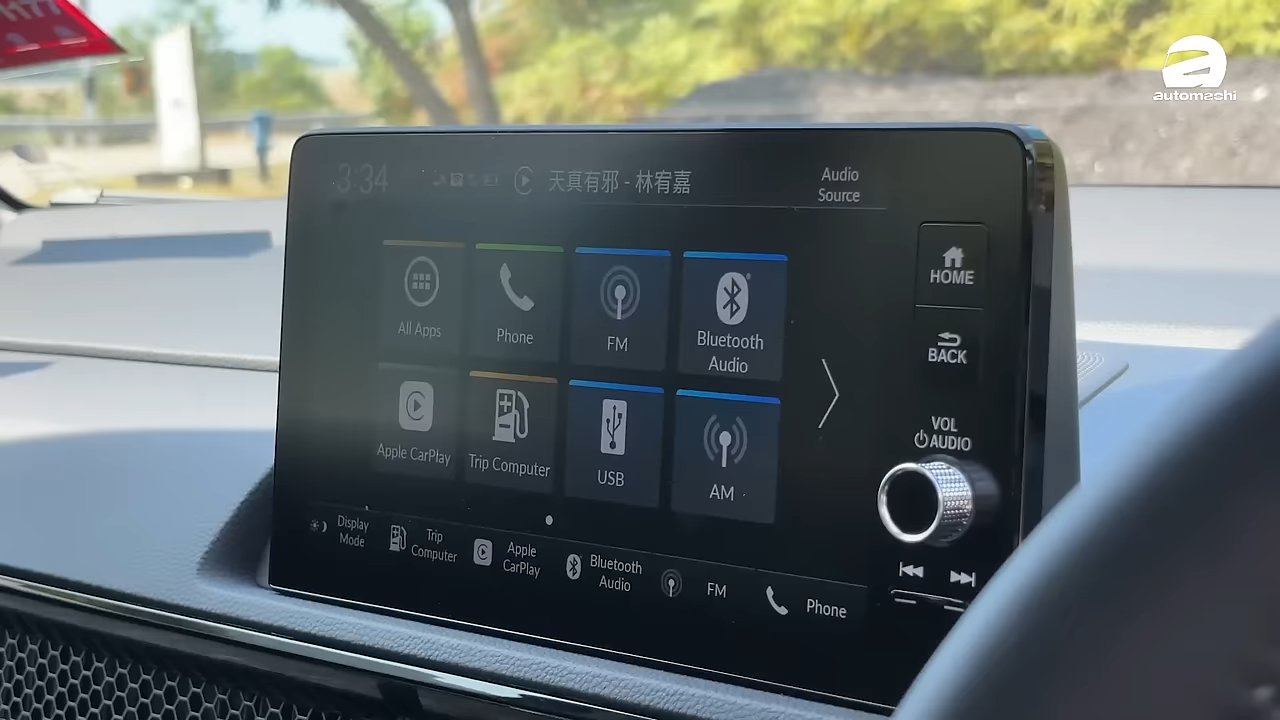 automachi
3:34
天真有邪 - 林宥嘉
Audio
Source
All Apps
Phone
FM
Bluetooth
Audio
HOME
BACK
Apple CarPlay
Trip Computer
USB
AM
VOL
AUDIO
Display
Mode
Trip
Computer
Apple
CarPlay
Bluetooth
Audio
FM
Phone